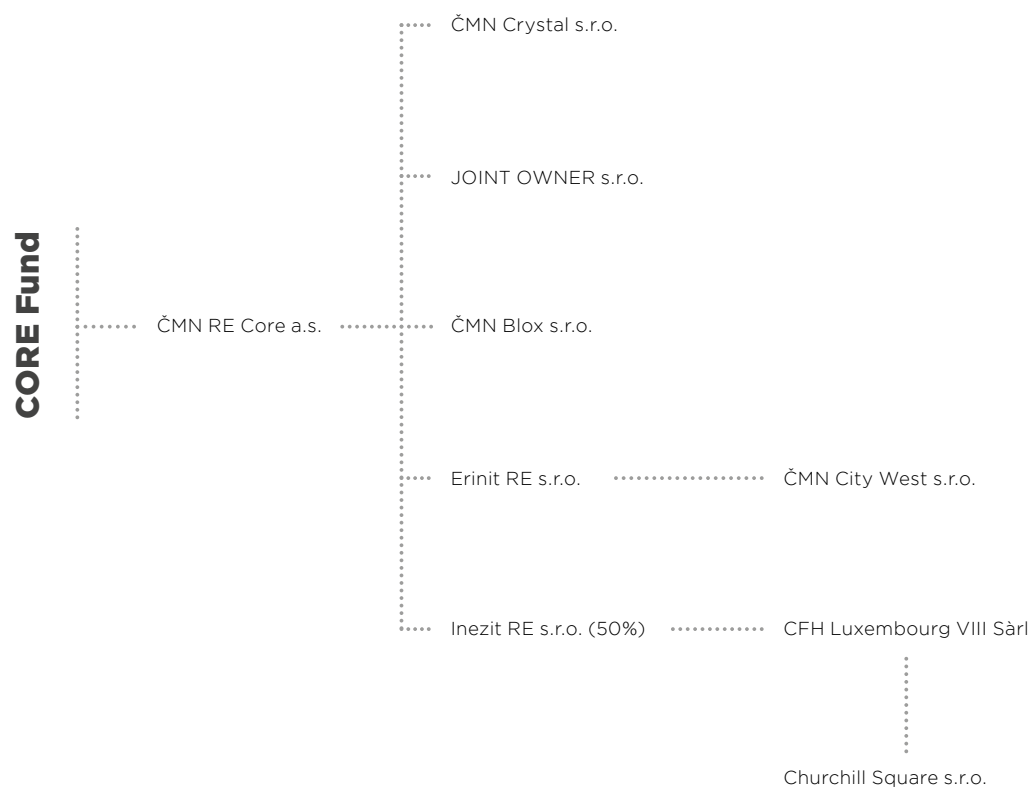 CORE Fund
ČMN RE Core a.s.
ČMN Crystal s.r.o.
JOINT OWNER s.r.o.
ČMN Blox s.r.o.
Erinit RE s.r.o.
ČMN City West s.r.o.
Inezit RE s.r.o. (50%)
CFH Luxembourg VIII Sàrl
Churchill Square s.r.o.